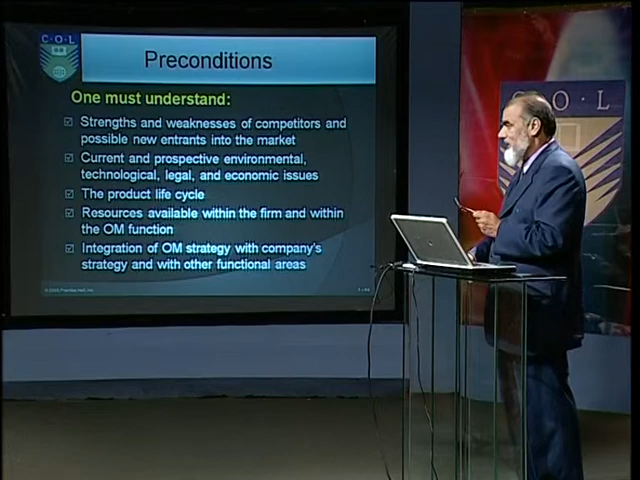 C·O·L
Preconditions
One must understand:
Strengths and weaknesses of competitors and
possible new entrants into the market
Current and prospective environmental,
technological, legal, and economic issues
The product life cycle
Resources available within the firm and within
the OM function
Integration of OM strategy with company's
strategy and with other functional areas
C·O·L